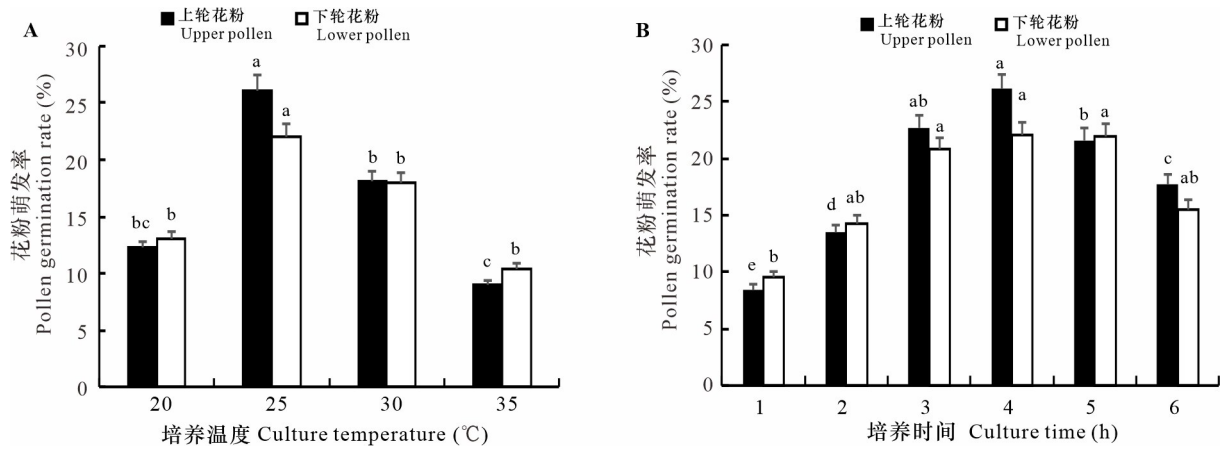 A
上轮花粉 下轮花粉
Upper pollen Lower pollen
花粉萌发率
Pollen germination rate (%)
30
25
20
15
10
5
0
bc b a a b b c b
20 25 30 35
培养温度 Culture temperature (℃)
B
上轮花粉 下轮花粉
Upper pollen Lower pollen
花粉萌发率
Pollen germination rate (%)
30
25
20
15
10
5
0
e b d ab ab a a a b a c ab
1 2 3 4 5 6
培养时间 Culture time (h)